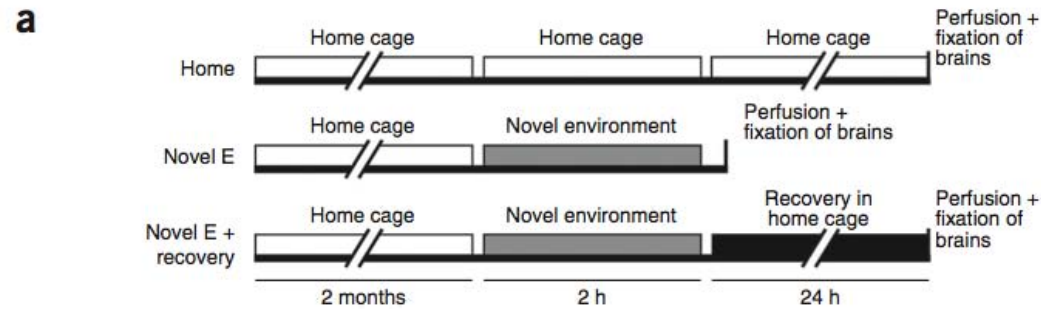 a
Home cage
Home cage
Home cage
Perfusion +
fixation of
brains
Home
Home cage
Novel environment
Perfusion +
fixation of brains
Novel E
Home cage
Novel environment
Recovery in
home cage
Perfusion +
fixation of
brains
Novel E +
recovery
2 months
2 h
24 h